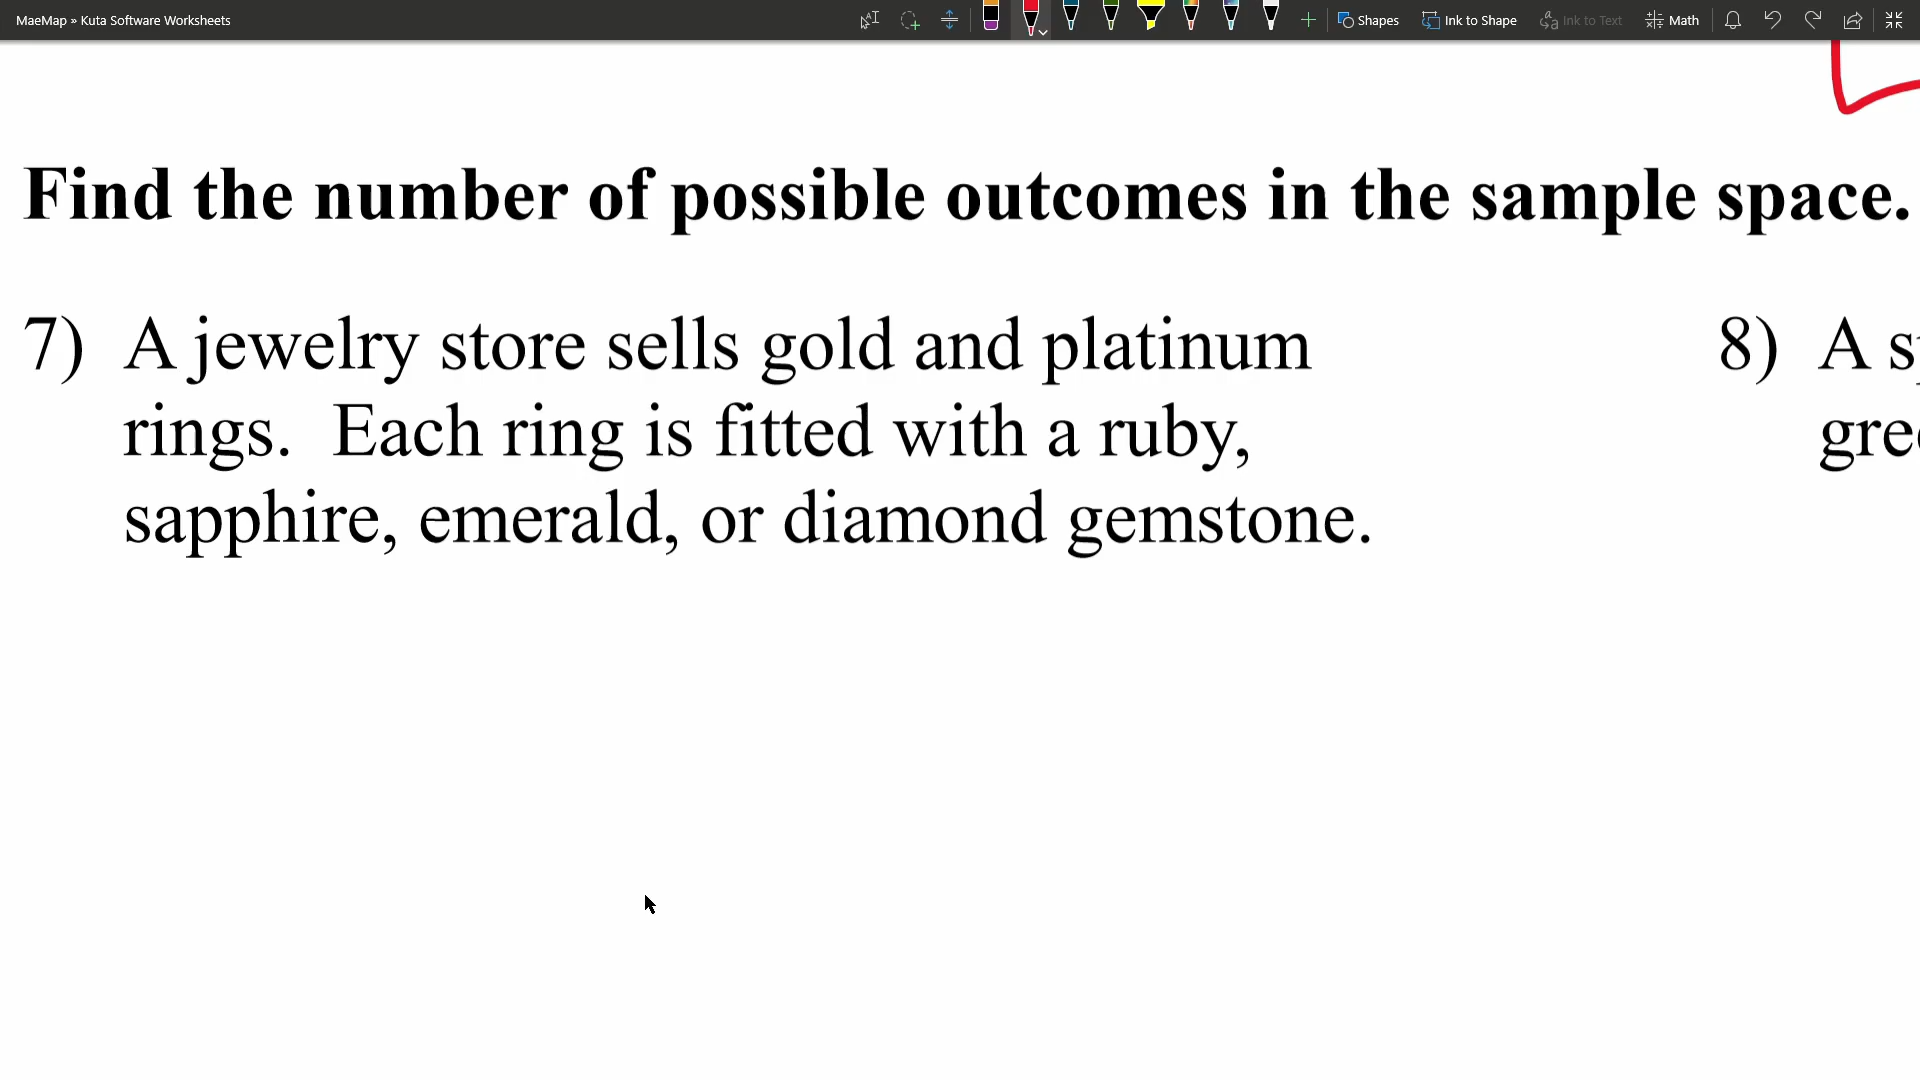 MaeMap » Kuta Software Worksheets
Shapes
Ink to Shape
Ink to Text
Math
Find the number of possible outcomes in the sample space.
7) A jewelry store sells gold and platinum
rings. Each ring is fitted with a ruby,
sapphire, emerald, or diamond gemstone.
8) A